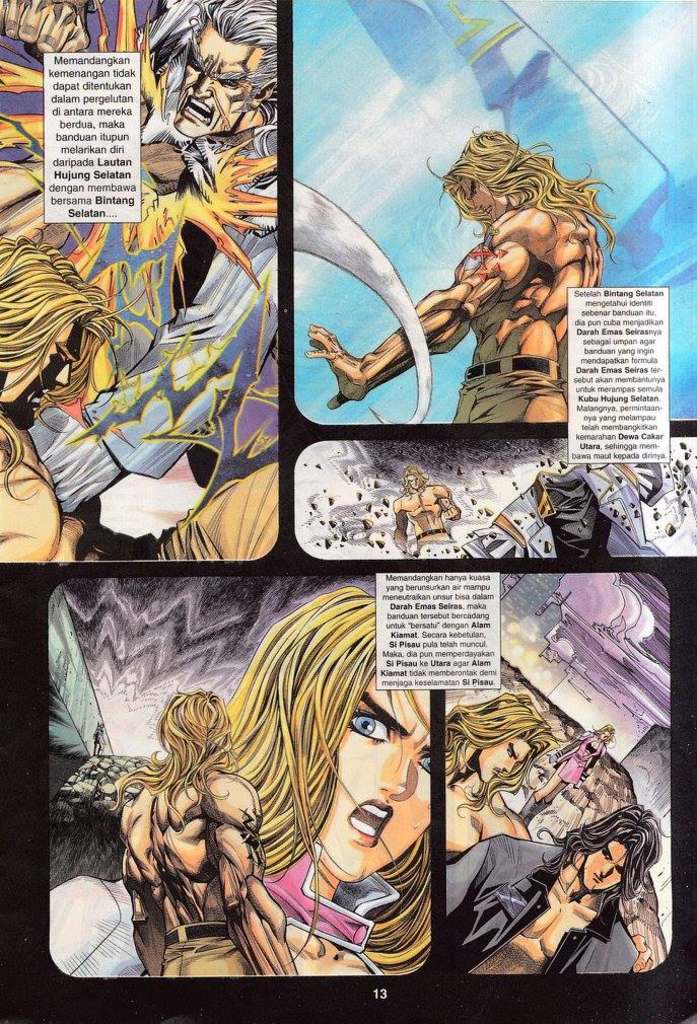 Memandangkan
kemenangan tidak
dapat ditentukan
dalam pergelutan
di antara mereka
berdua, maka
banduan itupun
melarikan diri
daripada Lautan
Hujung Selatan
dengan membawa
bersama Bintang
Selatan....
Setelah Bintang Selatan
mengetahui identiti
sebenar banduan itu,
dia pun cuba menjadikan
Darah Emas Seirasnya
sebagai umpan agar
banduan yang ingin
mendapatkan formula
Darah Emas Seiras ter-
sebut akan membantunya
untuk merampas semula
Kubu Hujung Selatan.
Malangnya, permintaan-
nya yang melampau
telah membangkitkan
kemarahan Dewa Cakar
Utara, sehingga mem-
bawa maut kepada dirinya.
Memandangkan hanya kuasa
yang berunsurkan air mampu
meneutralkan unsur bisa dalam
Darah Emas Seiras, maka
banduan tersebut bercadang
untuk "bersatu" dengan Alam
Kiamat. Secara kebetulan,
Si Pisau pula telah muncul.
Maka, dia pun memperdayakan
Si Pisau ke Utara agar Alam
Kiamat tidak memberontak demi
menjaga keselamatan Si Pisau.
13